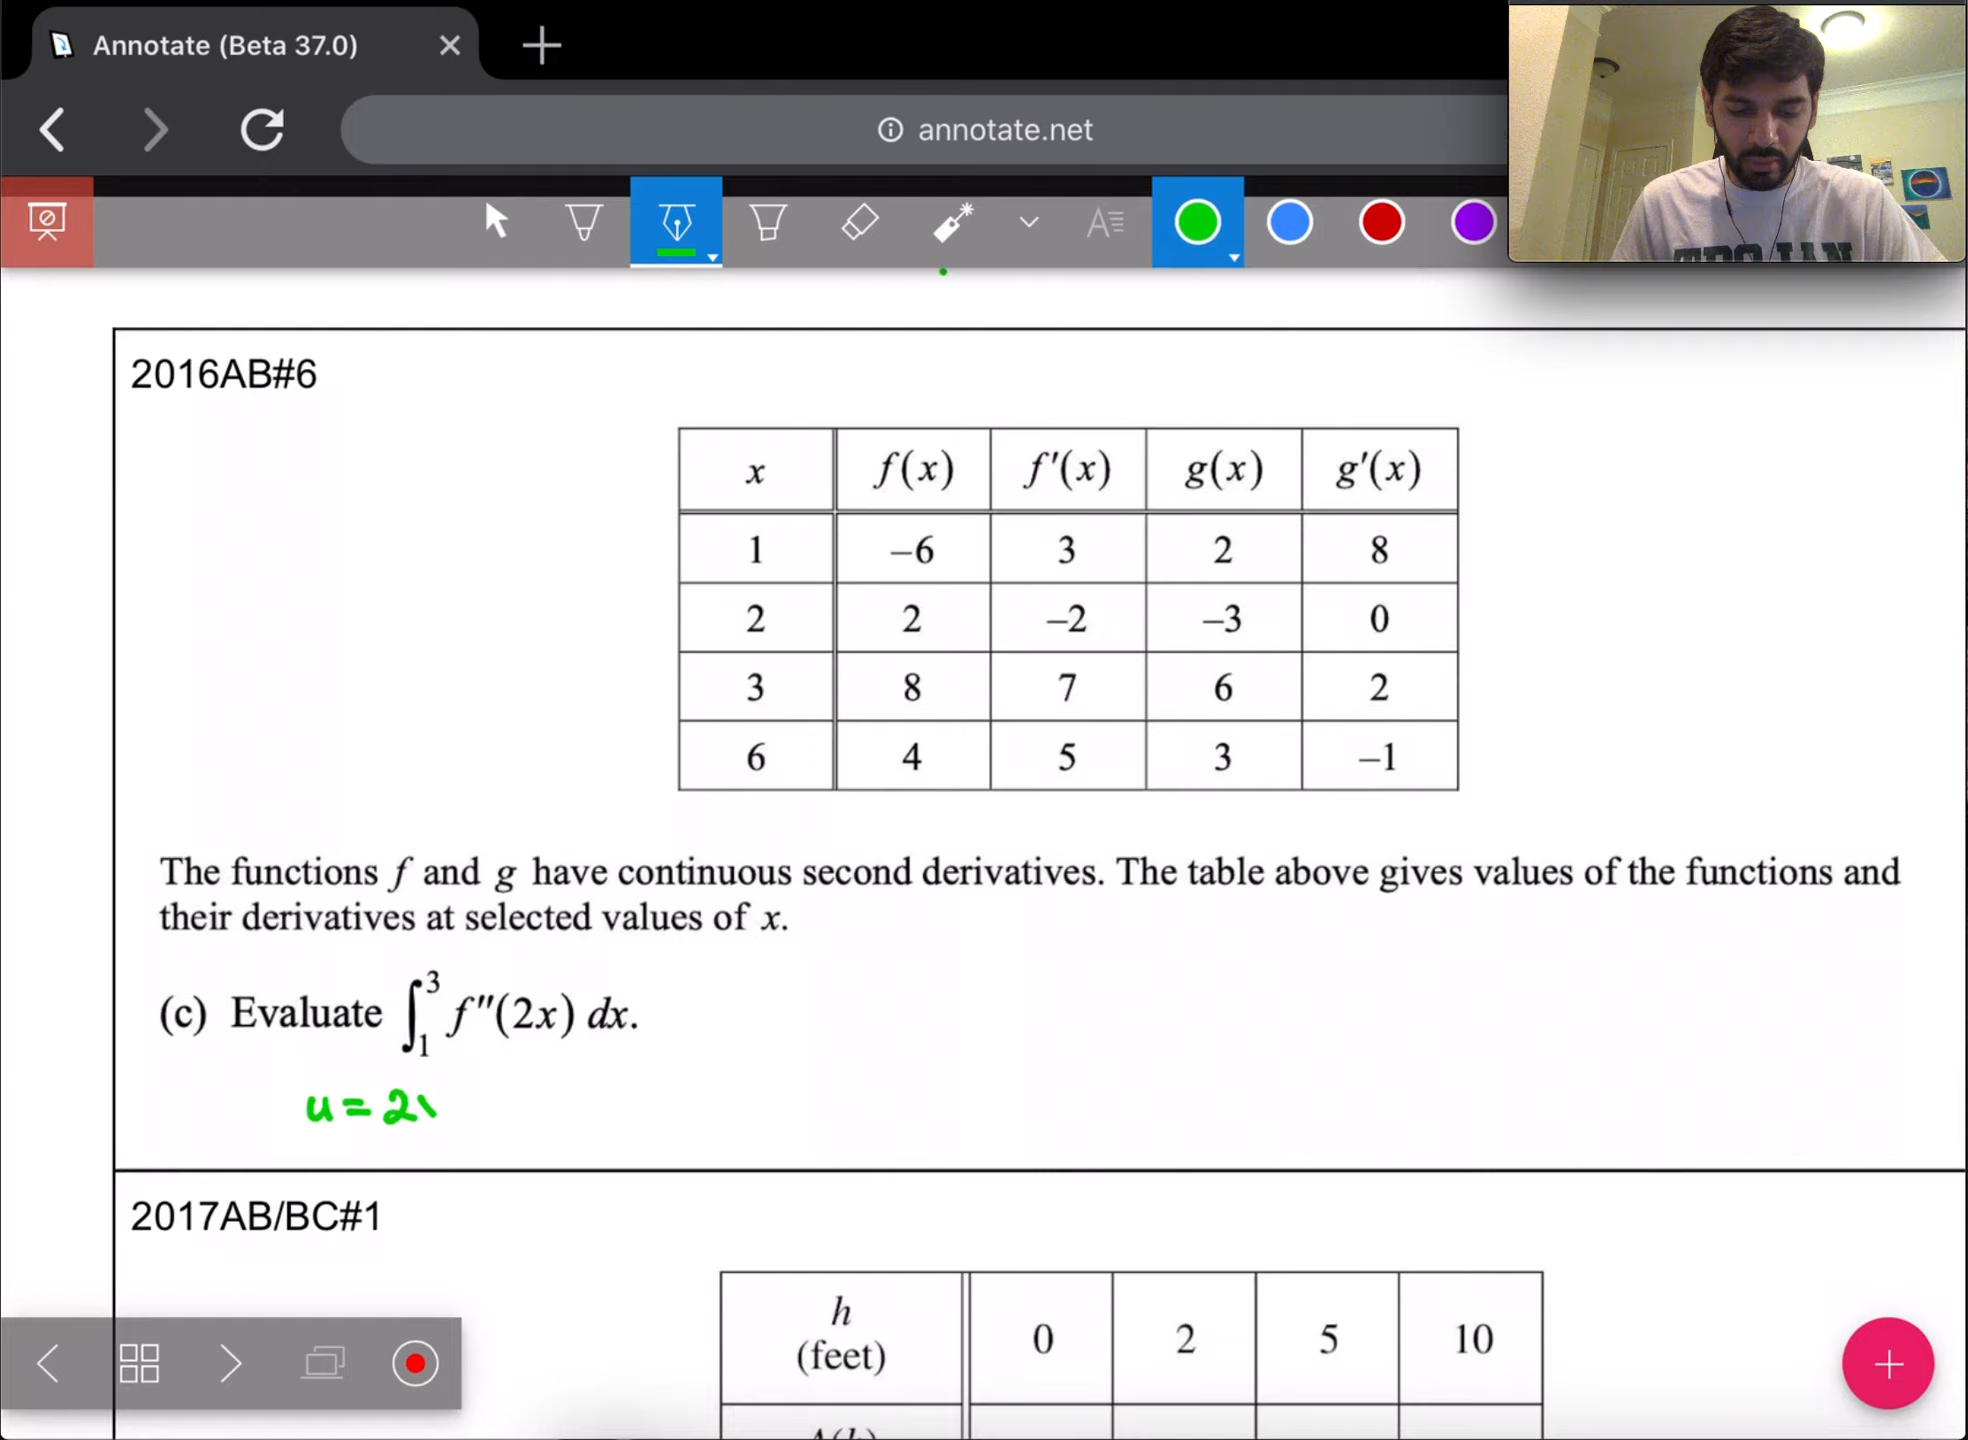 Annotate (Beta 37.0)
annotate.net
2016AB#6
x f(x) f'(x) g(x) g'(x)
1 –6 3 2 8
2 2 –2 –3 0
3 8 7 6 2
6 4 5 3 –1
The functions f and g have continuous second derivatives. The table above gives values of the functions and
their derivatives at selected values of x.
(c) Evaluate ∫₁³ f''(2x) dx.
u = 2
2017AB/BC#1
h
(feet) 0 2 5 10